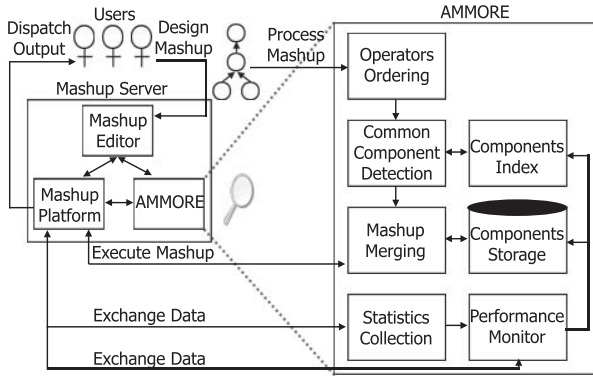 AMMORE
Users
Dispatch
Output
Design
Mashup
Process
Mashup
Operators
Ordering
Mashup Server
Mashup
Editor
Common
Component
Detection
Components
Index
Mashup
Platform
AMMORE
Mashup
Merging
Components
Storage
Execute Mashup
Exchange Data
Statistics
Collection
Performance
Monitor
Exchange Data